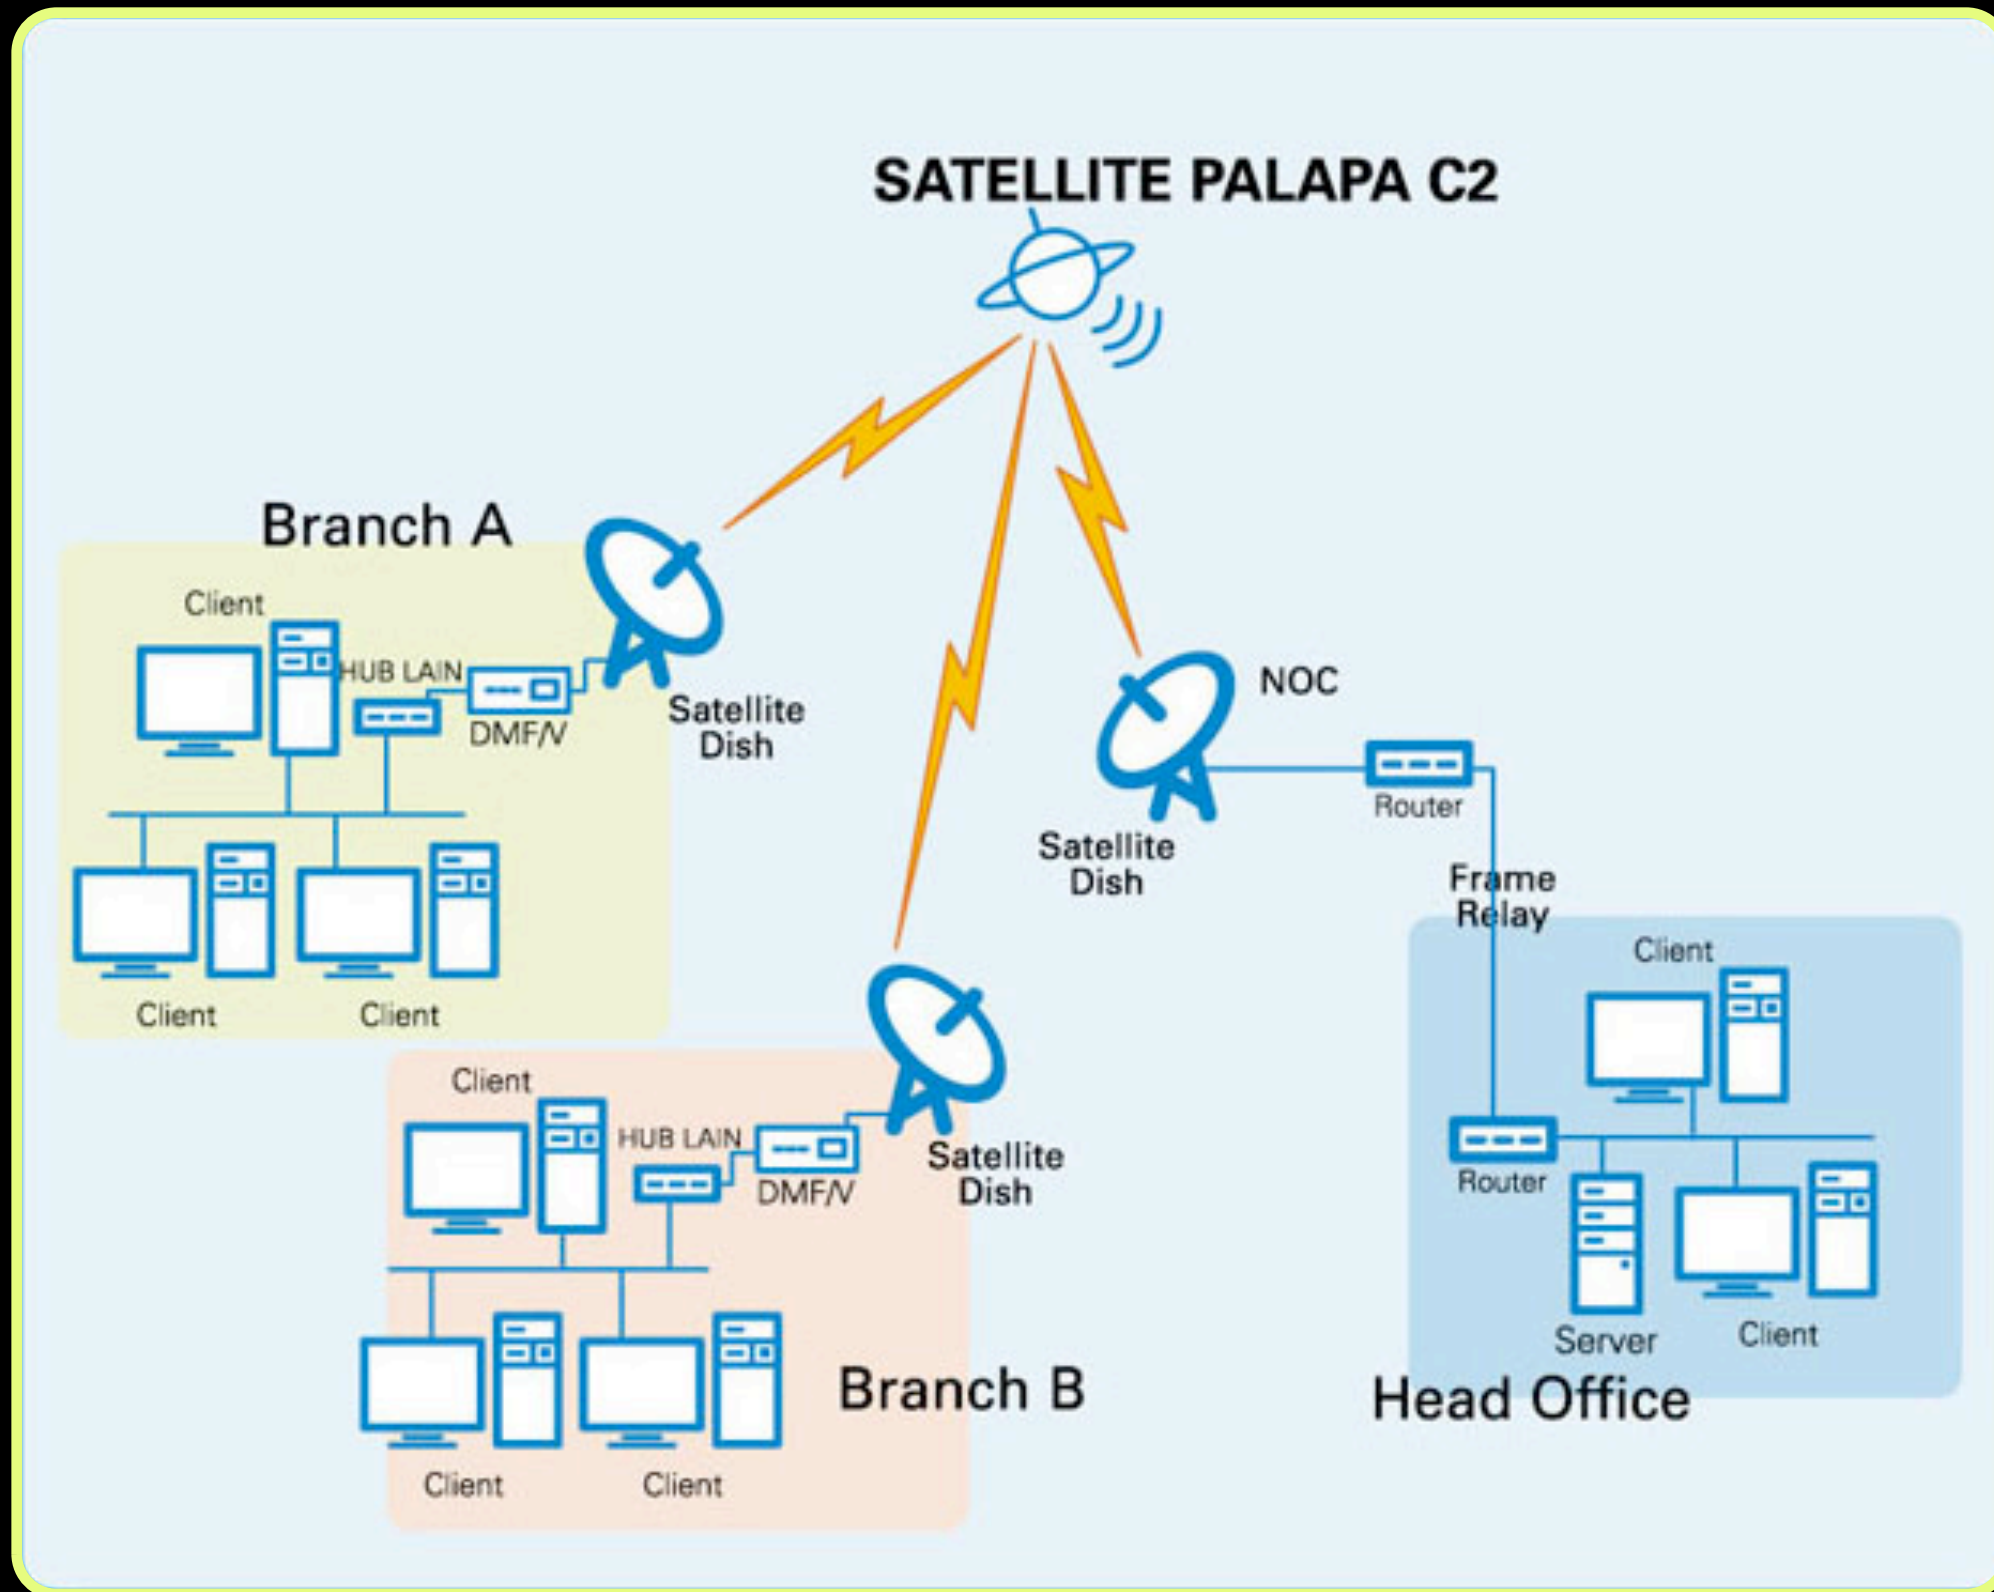 SATELLITE PALAPA C2
Branch A
Client
HUB LAIN
DMF/V
Satellite
Dish
Client
Client
NOC
Router
Satellite
Dish
Frame
Relay
Client
HUB LAIN
DMF/V
Satellite
Dish
Client
Client
Branch B
Client
Router
Server
Client
Head Office